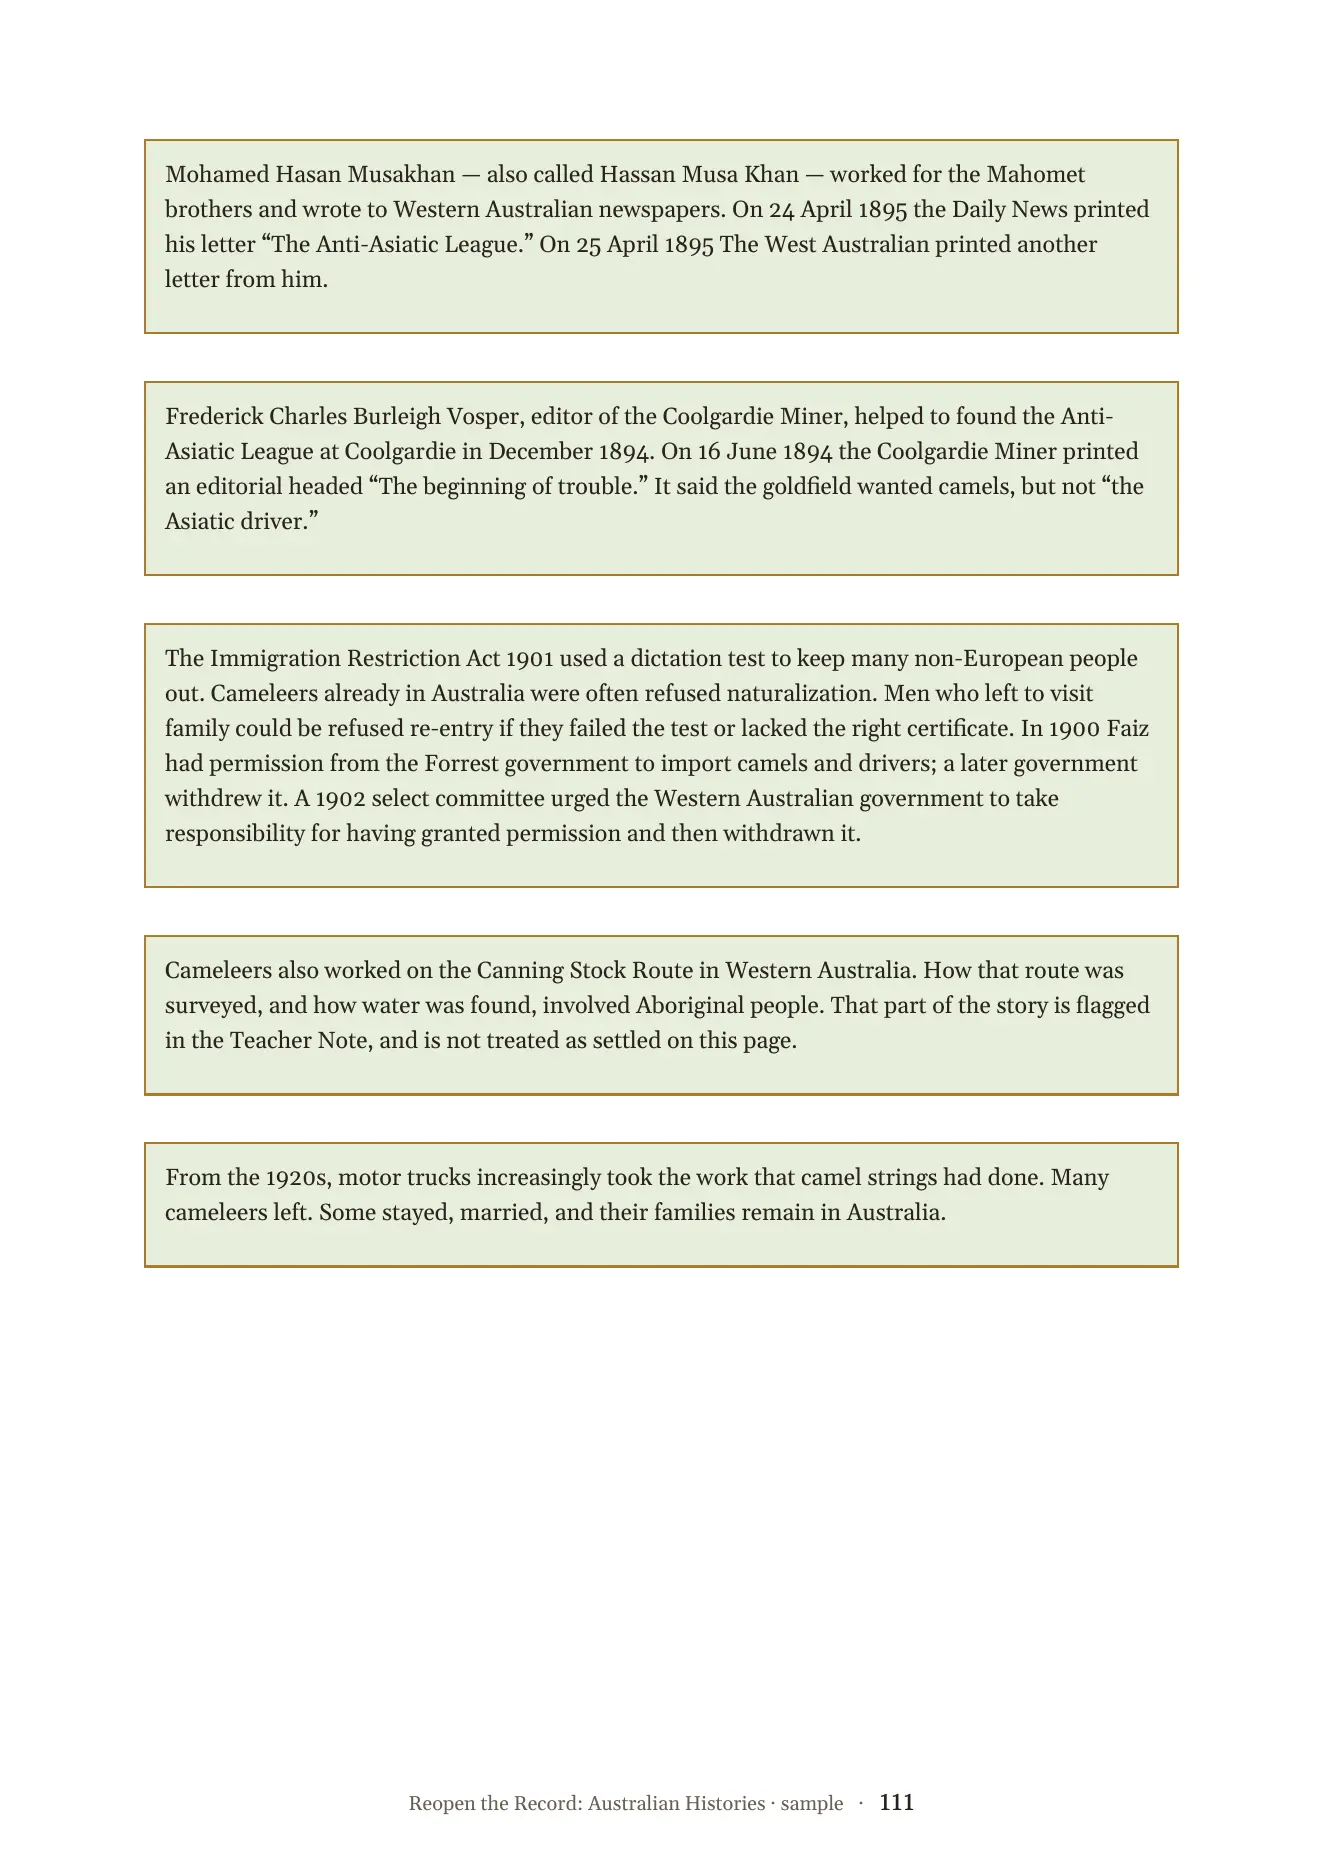 Mohamed Hasan Musakhan — also called Hassan Musa Khan — worked for the Mahomet
brothers and wrote to Western Australian newspapers. On 24 April 1895 the Daily News printed
his letter “The Anti-Asiatic League.” On 25 April 1895 The West Australian printed another
letter from him.
Frederick Charles Burleigh Vosper, editor of the Coolgardie Miner, helped to found the Anti-
Asiatic League at Coolgardie in December 1894. On 16 June 1894 the Coolgardie Miner printed
an editorial headed “The beginning of trouble.” It said the goldfield wanted camels, but not “the
Asiatic driver.”
The Immigration Restriction Act 1901 used a dictation test to keep many non-European people
out. Cameleers already in Australia were often refused naturalization. Men who left to visit
family could be refused re-entry if they failed the test or lacked the right certificate. In 1900 Faiz
had permission from the Forrest government to import camels and drivers; a later government
withdrew it. A 1902 select committee urged the Western Australian government to take
responsibility for having granted permission and then withdrawn it.
Cameleers also worked on the Canning Stock Route in Western Australia. How that route was
surveyed, and how water was found, involved Aboriginal people. That part of the story is flagged
in the Teacher Note, and is not treated as settled on this page.
From the 1920s, motor trucks increasingly took the work that camel strings had done. Many
cameleers left. Some stayed, married, and their families remain in Australia.
Reopen the Record: Australian Histories · sample · 111